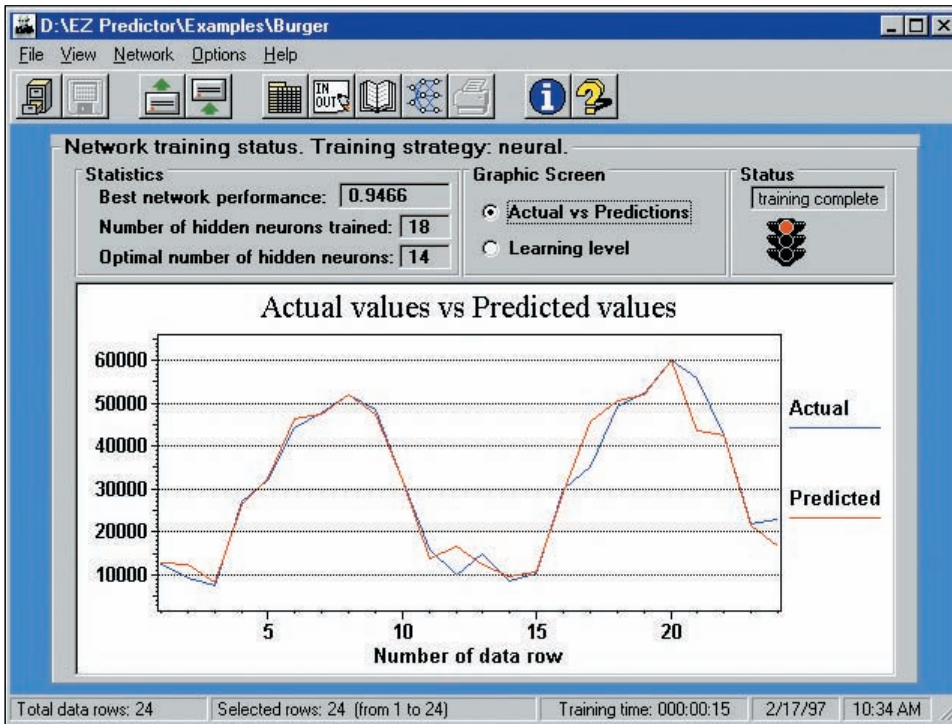 D:\EZ Predictor\Examples\Burger
File View Network Options Help
IN
OUT
Network training status. Training strategy: neural.
Statistics
Best network performance: 0.9466
Number of hidden neurons trained: 18
Optimal number of hidden neurons: 14
Graphic Screen
Actual vs Predictions
Learning level
Status
training complete
Actual values vs Predicted values
60000
50000
40000
30000
20000
10000
5 10 15 20
Number of data row
Actual
Predicted
Total data rows: 24 Selected rows: 24 (from 1 to 24) Training time: 000:00:15 2/17/97 10:34 AM